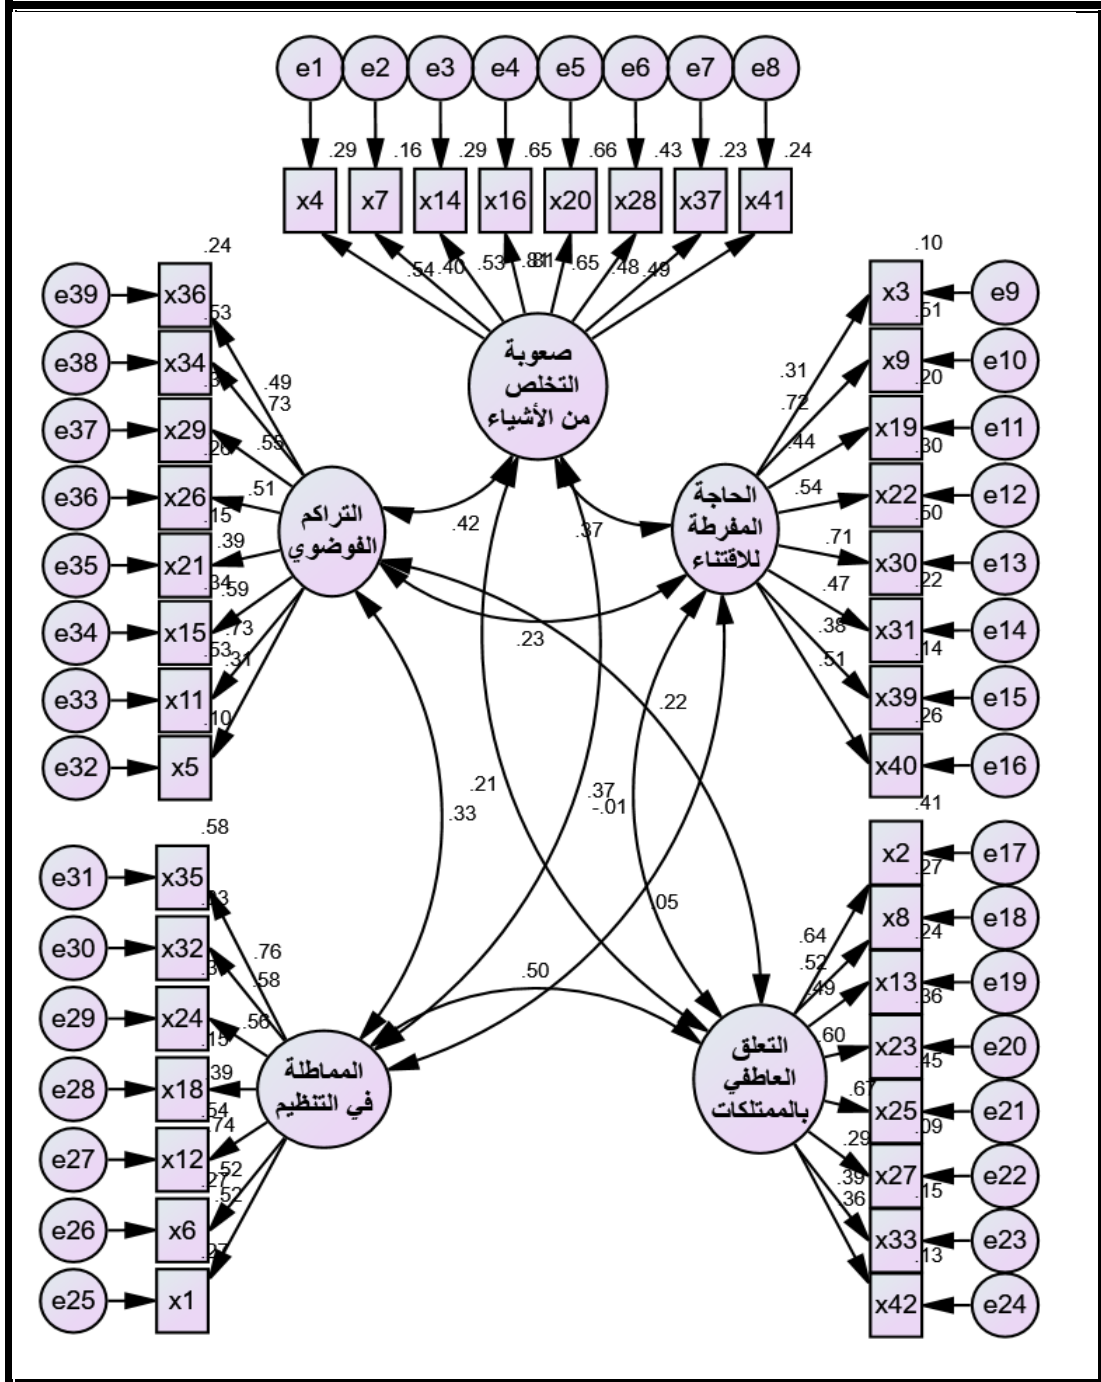 e1 e2 e3 e4 e5 e6 e7 e8
.29 .16 .29 .65 .66 .43 .23 .24
x4 x7 x14 x16 x20 x28 x37 x41
.54 .40 .53 .81 .65 .48 .49
صعوبة
التخلص
من الأشياء
.24
e39 x36
.53
e38 x34
e37 x29
e36 x26
.15
e35 x21
.34
e34 x15
.53
e33 x11
.10
e32 x5
.49
.73
.55
.51
.39
.59
.73
.31
التراكم
الفوضوي
.10
x3 e9
.51
x9 e10
.20
x19 e11
.30
x22 e12
.50
x30 e13
.22
x31 e14
.14
x39 e15
.26
x40 e16
.31
.72
.44
.54
.71
.47
.38
.51
الحاجة
المفرطة
للاقتناء
.42
.37
.23
.22
.21
.37
-.01
.33
.05
.50
.58
e31 x35
e30 x32
e29 x24
.15
e28 x18
.54
e27 x12
.27
e26 x6
.27
e25 x1
.76
.58
.56
.39
.74
.52
.52
المماطلة
في التنظيم
.41
x2 e17
.27
x8 e18
.24
x13 e19
.36
x23 e20
.45
x25 e21
.09
x27 e22
.15
x33 e23
.13
x42 e24
.64
.52
.49
.60
.67
.29
.39
.36
التعلق
العاطفي
بالممتلكات